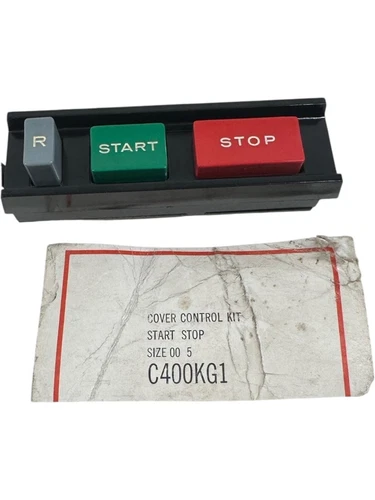 R START STOP
COVER CONTROL KIT
START STOP
SIZE 00 5
C400KG1